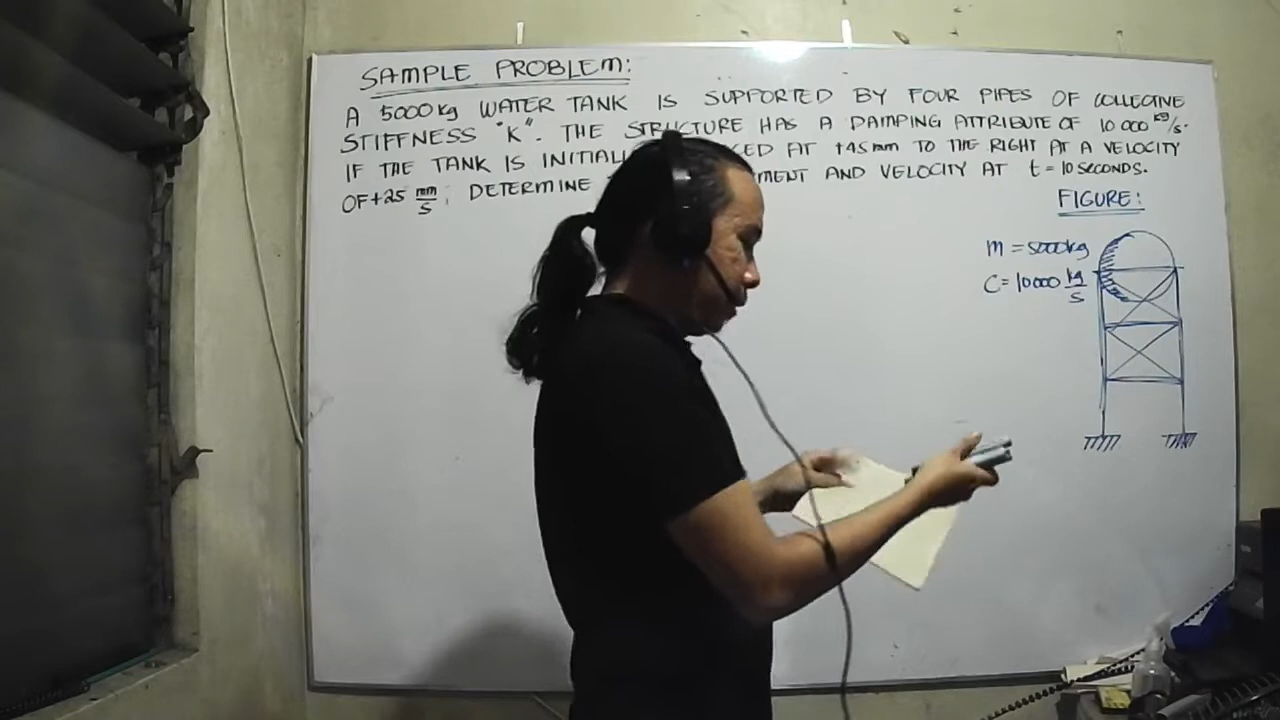 SAMPLE PROBLEM:
A 5000kg WATER TANK IS SUPPORTED BY FOUR PIPES OF COLLECTIVE
STIFFNESS "K". THE STRUCTURE HAS A DAMPING ATTRIBUTE OF 10 000 kg/s.
IF THE TANK IS AT +45mm TO THE RIGHT AT A VELOCITY
OF +25 mm/s; DETERMINE AND VELOCITY AT t = 10 SECONDS.
FIGURE:
m = 5000kg
C = 10000 kg/s